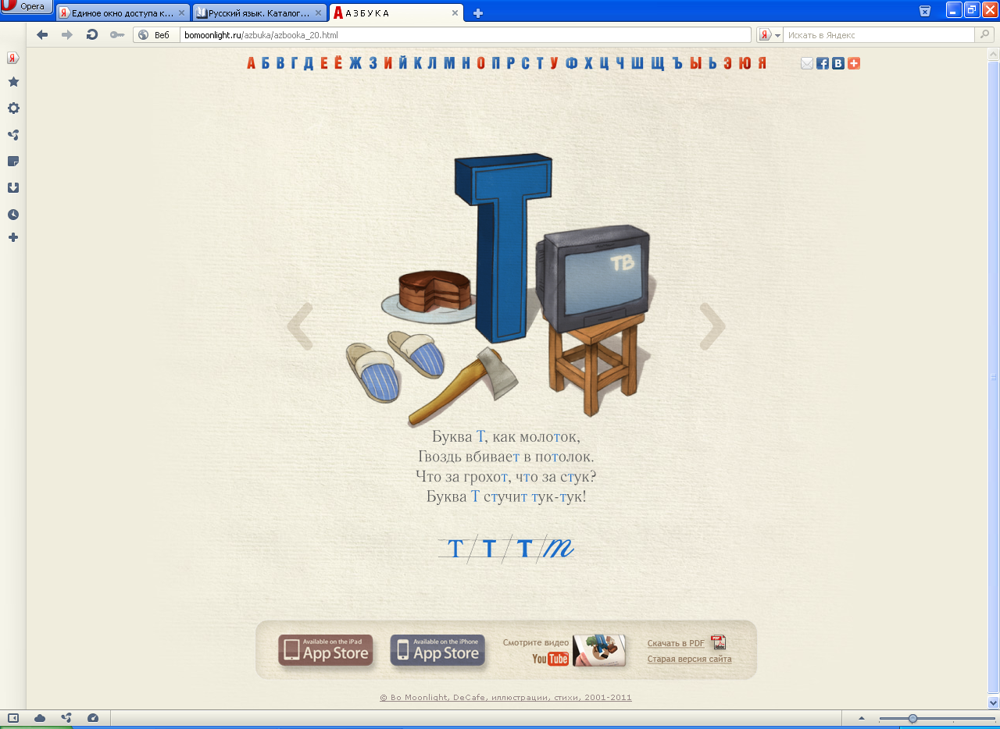 Opera
Единое окно доступа к...
Русский язык. Каталог...
АЗБУКА
Веб
bomoonlight.ru/azbuka/azbooka_20.html
Я
Искать в Яндекс
А Б В Г Д Е Ё Ж З И Й К Л М Н О П Р С Т У Ф Х Ц Ч Ш Щ Ъ Ы Ь Э Ю Я
Т
ТВ
Буква Т, как молоток,
Гвоздь вбивает в потолок.
Что за грохот, что за стук?
Буква Т стучит тук-тук!
Т / Т / Т / т
Available on the iPad
App Store
Available on the iPhone
App Store
Смотрите видео
YouTube
Скачать в PDF
Старая версия сайта
© Bo Moonlight, DeCafe, иллюстрации, стихи, 2001-2011